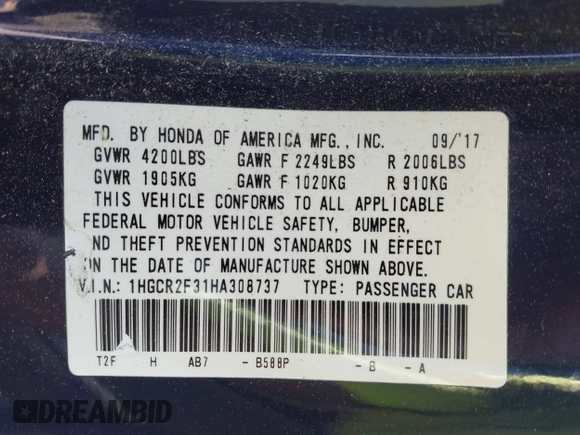 MFD. BY HONDA OF AMERICA MFG., INC. 09/'17
GVWR 4200LBS GAWR F 2249LBS R 2006LBS
GVWR 1905KG GAWR F 1020KG R 910KG
THIS VEHICLE CONFORMS TO ALL APPLICABLE
FEDERAL MOTOR VEHICLE SAFETY, BUMPER,
ND THEFT PREVENTION STANDARDS IN EFFECT
ON THE DATE OF MANUFACTURE SHOWN ABOVE.
V.I.N.: 1HGCR2F31HA308737 TYPE: PASSENGER CAR
T2F H AB7 - B588P - B - A
DREAMBID